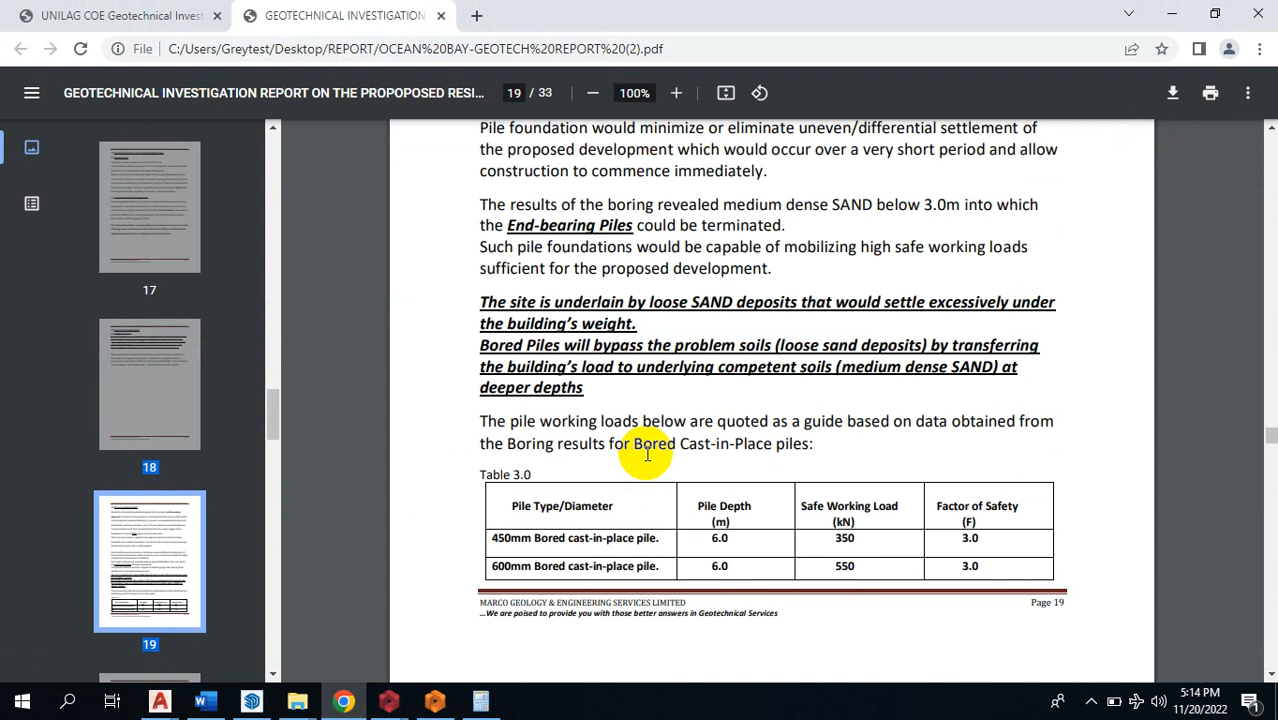 UNILAG COE Geotechnical Invest
GEOTECHNICAL INVESTIGATION
File
C:/Users/Greytest/Desktop/REPORT/OCEAN%20BAY-GEOTECH%20REPORT%20(2).pdf
GEOTECHNICAL INVESTIGATION REPORT ON THE PROPOPOSED RESI...
19 / 33
100%
17
18
19
Pile foundation would minimize or eliminate uneven/differential settlement of
the proposed development which would occur over a very short period and allow
construction to commence immediately.
The results of the boring revealed medium dense SAND below 3.0m into which
the End-bearing Piles could be terminated.
Such pile foundations would be capable of mobilizing high safe working loads
sufficient for the proposed development.
The site is underlain by loose SAND deposits that would settle excessively under
the building's weight.
Bored Piles will bypass the problem soils (loose sand deposits) by transferring
the building's load to underlying competent soils (medium dense SAND) at
deeper depths
The pile working loads below are quoted as a guide based on data obtained from
the Boring results for Bored Cast-in-Place piles:
Table 3.0
Pile Type/Diameter Pile Depth (m) Safe Working Load (kN) Factor of Safety (F)
450mm Bored cast-in-place pile. 6.0 350 3.0
600mm Bored cast-in-place pile. 6.0 550 3.0
MARCO GEOLOGY & ENGINEERING SERVICES LIMITED Page 19
...We are poised to provide you with those better answers in Geotechnical Services
5:14 PM
11/20/2022
1